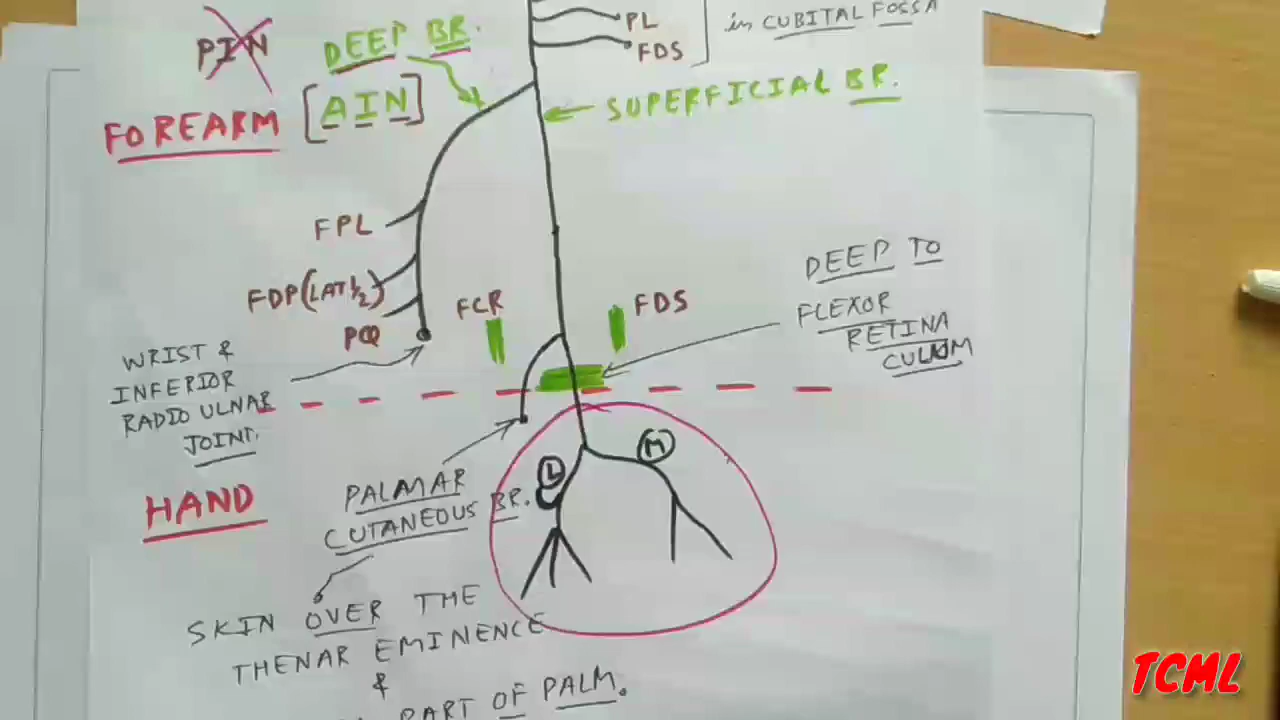 PL
FDS
in CUBITAL FOSSA
PIN
DEEP BR.
[AIN]
SUPERFICIAL BR.
FOREARM
FPL
FDP(LAT 1/2)
PQ
FCR
FDS
DEEP TO
FLEXOR
RETINA
CULUM
WRIST &
INFERIOR
RADIO ULNAR
JOINT.
HAND
PALMAR
CUTANEOUS BR.
L
M
SKIN OVER THE
THENAR EMINENCE
&
PART OF PALM.
TCML